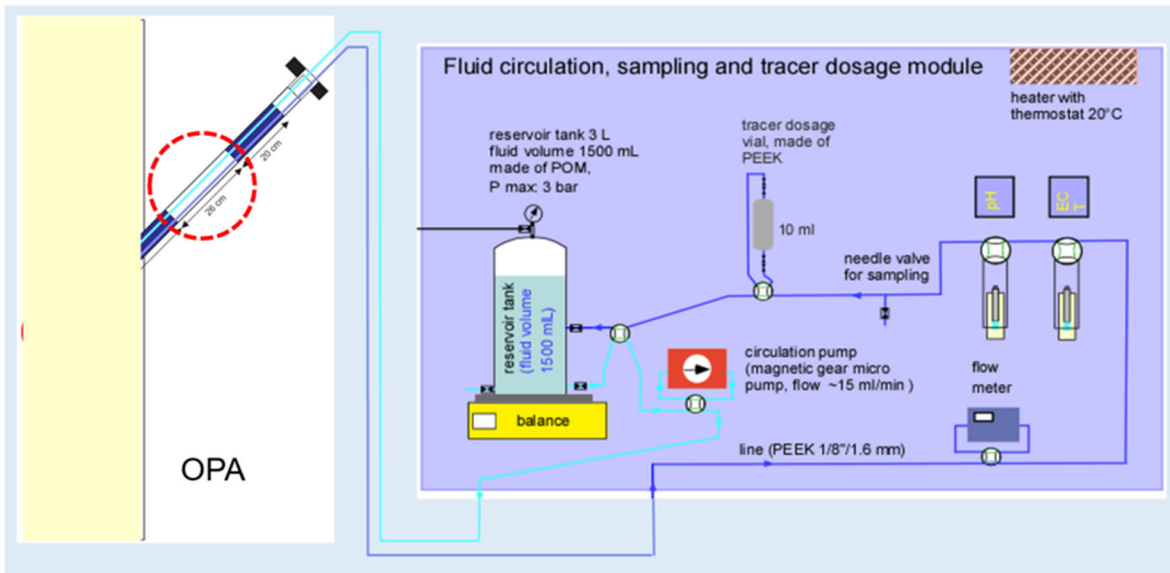 Fluid circulation, sampling and tracer dosage module
heater with
thermostat 20°C
reservoir tank 3 L
fluid volume 1500 mL
made of POM,
P max: 3 bar
tracer dosage
vial, made of
PEEK
10 ml
pH
EC
T
needle valve
for sampling
reservoir tank
(fluid volume
1500 mlL)
circulation pump
(magnetic gear micro
pump, flow ~15 ml/min )
flow
meter
balance
line (PEEK 1/8"/1.6 mm)
20 cm
26 cm
OPA